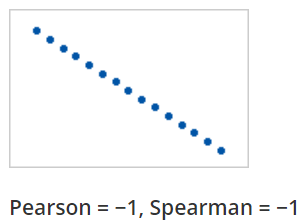 Pearson = −1, Spearman = −1